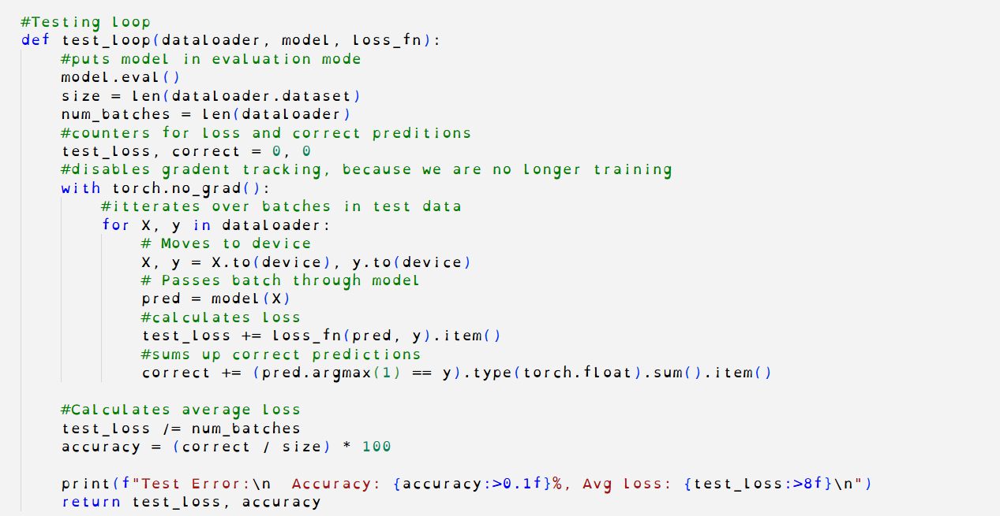 #Testing loop
def test_loop(dataloader, model, loss_fn):
    #puts model in evaluation mode
    model.eval()
    size = len(dataloader.dataset)
    num_batches = len(dataloader)
    #counters for loss and correct preditions
    test_loss, correct = 0, 0
    #disables gradent tracking, because we are no longer training
    with torch.no_grad():
        #itterates over batches in test data
        for X, y in dataloader:
            # Moves to device
            X, y = X.to(device), y.to(device)
            # Passes batch through model
            pred = model(X)
            #calculates loss
            test_loss += loss_fn(pred, y).item()
            #sums up correct predictions
            correct += (pred.argmax(1) == y).type(torch.float).sum().item()

    #Calculates average loss
    test_loss /= num_batches
    accuracy = (correct / size) * 100

    print(f"Test Error:\n  Accuracy: {accuracy:>0.1f}%, Avg loss: {test_loss:>8f}\n")
    return test_loss, accuracy